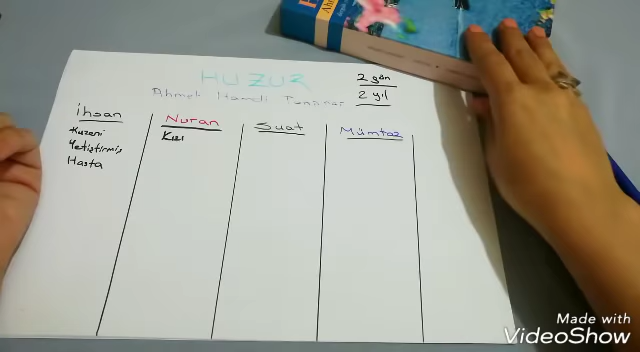 HUZUR
Ahmet Hamdi Tanpınar
2 gün
2 yıl
İhsan
Kuzeni
Yetiştirmiş
Hasta
Nuran
Kızı
Suat
Mümtaz
Made with
VideoShow